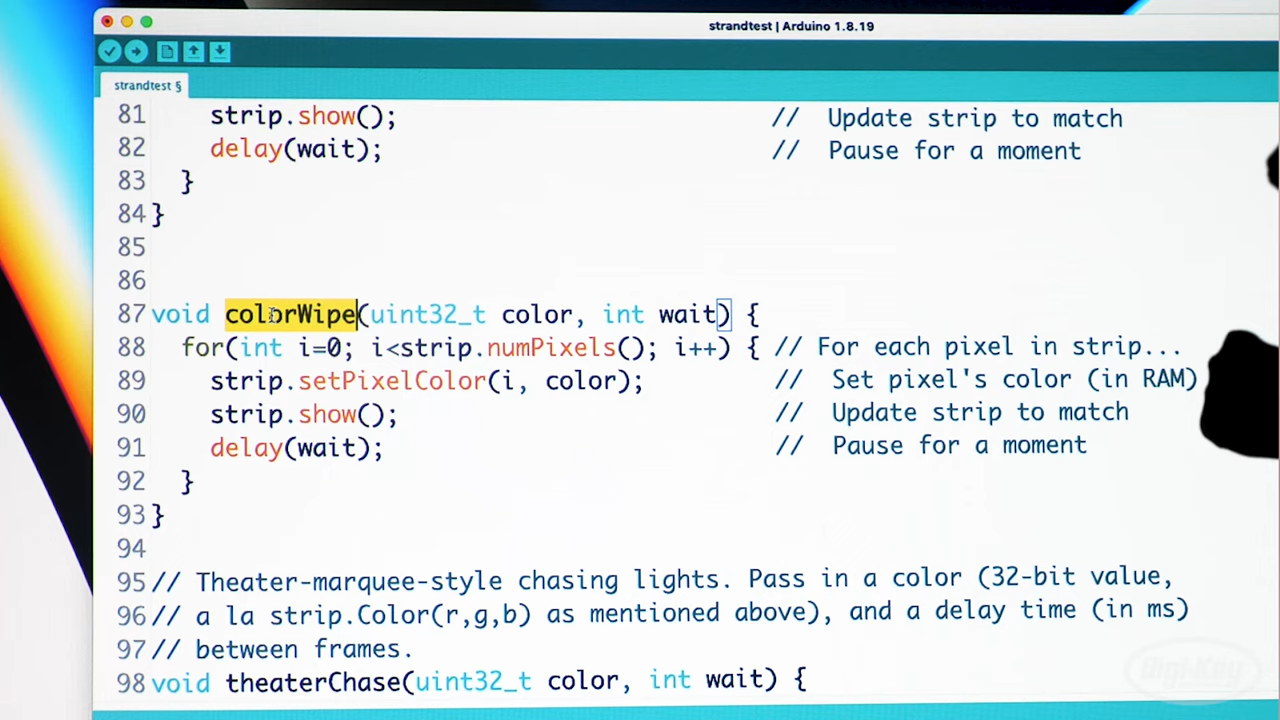 strandtest | Arduino 1.8.19
strandtest §
81 strip.show(); // Update strip to match
82 delay(wait); // Pause for a moment
83 }
84 }
85
86
87 void colorWipe(uint32_t color, int wait) {
88 for(int i=0; i<strip.numPixels(); i++) { // For each pixel in strip...
89 strip.setPixelColor(i, color); // Set pixel's color (in RAM)
90 strip.show(); // Update strip to match
91 delay(wait); // Pause for a moment
92 }
93 }
94
95 // Theater-marquee-style chasing lights. Pass in a color (32-bit value,
96 // a la strip.Color(r,g,b) as mentioned above), and a delay time (in ms)
97 // between frames.
98 void theaterChase(uint32_t color, int wait) {
Digi-Key